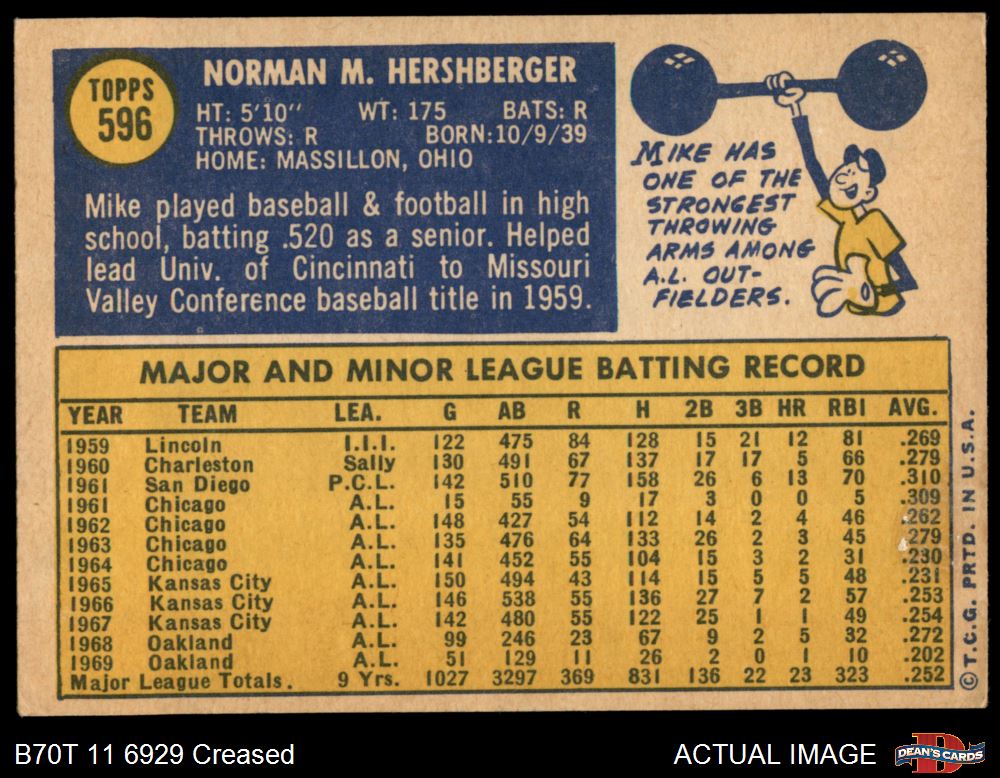 TOPPS
596
NORMAN M. HERSHBERGER
HT: 5'10" WT: 175 BATS: R
THROWS: R BORN: 10/9/39
HOME: MASSILLON, OHIO
Mike played baseball & football in high
school, batting .520 as a senior. Helped
lead Univ. of Cincinnati to Missouri
Valley Conference baseball title in 1959.
MIKE HAS
ONE OF THE
STRONGEST
THROWING
ARMS AMONG
A.L. OUT-
FIELDERS.
MAJOR AND MINOR LEAGUE BATTING RECORD
YEAR TEAM LEA. G AB R H 2B 3B HR RBI AVG.
1959 Lincoln I.I.I. 122 475 84 128 15 21 12 81 .269
1960 Charleston Sally 130 491 67 137 17 17 5 66 .279
1961 San Diego P.C.L. 142 510 77 158 26 6 13 70 .310
1961 Chicago A.L. 15 55 9 17 3 0 0 5 .309
1962 Chicago A.L. 148 427 54 112 14 2 4 46 .262
1963 Chicago A.L. 135 476 64 133 26 2 3 45 .279
1964 Chicago A.L. 141 452 55 104 15 3 2 31 .230
1965 Kansas City A.L. 150 494 43 114 15 5 5 48 .231
1966 Kansas City A.L. 146 538 55 136 27 7 2 57 .253
1967 Kansas City A.L. 142 480 55 122 25 1 1 49 .254
1968 Oakland A.L. 99 246 23 67 9 2 5 32 .272
1969 Oakland A.L. 51 129 11 26 2 0 1 10 .202
Major League Totals. 9 Yrs. 1027 3297 369 831 136 22 23 323 .252
© T.C.G. PRTD. IN U.S.A.
B70T 11 6929 Creased
ACTUAL IMAGE
DEAN'S CARDS